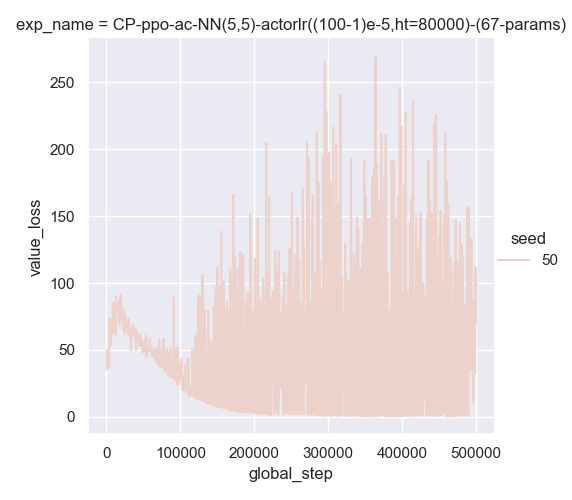 exp_name = CP-ppo-ac-NN(5,5)-actorlr((100-1)e-5,ht=80000)-(67-params)
250
200
150
100
50
0
value_loss
0 100000 200000 300000 400000 500000
global_step
seed
50